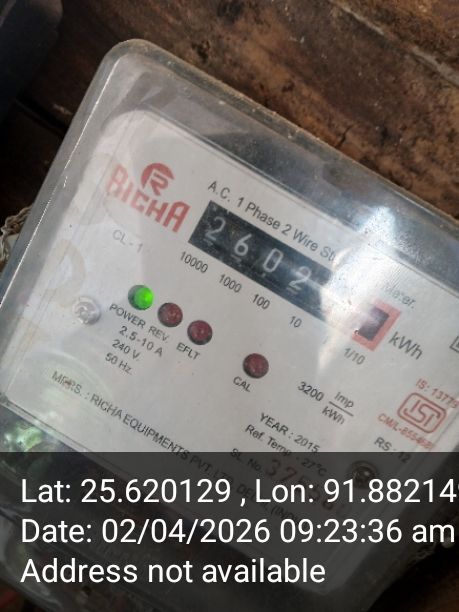 RICHA
A.C. 1 Phase 2 Wire St Meter.
CL-1
2602
10000 1000 100 10 1/10
kWh
POWER REV. EFLT
2.5-10 A
240 V.
50 Hz.
CAL
3200 Imp
kWh
IS: 13779
ISI
MFRS. : RICHA EQUIPMENTS PVT
YEARː 2015
Ref. Temp 27°C
SL. No.
Lat: 25.620129 , Lon: 91.88214
Date: 02/04/2026 09:23:36 am
Address not available